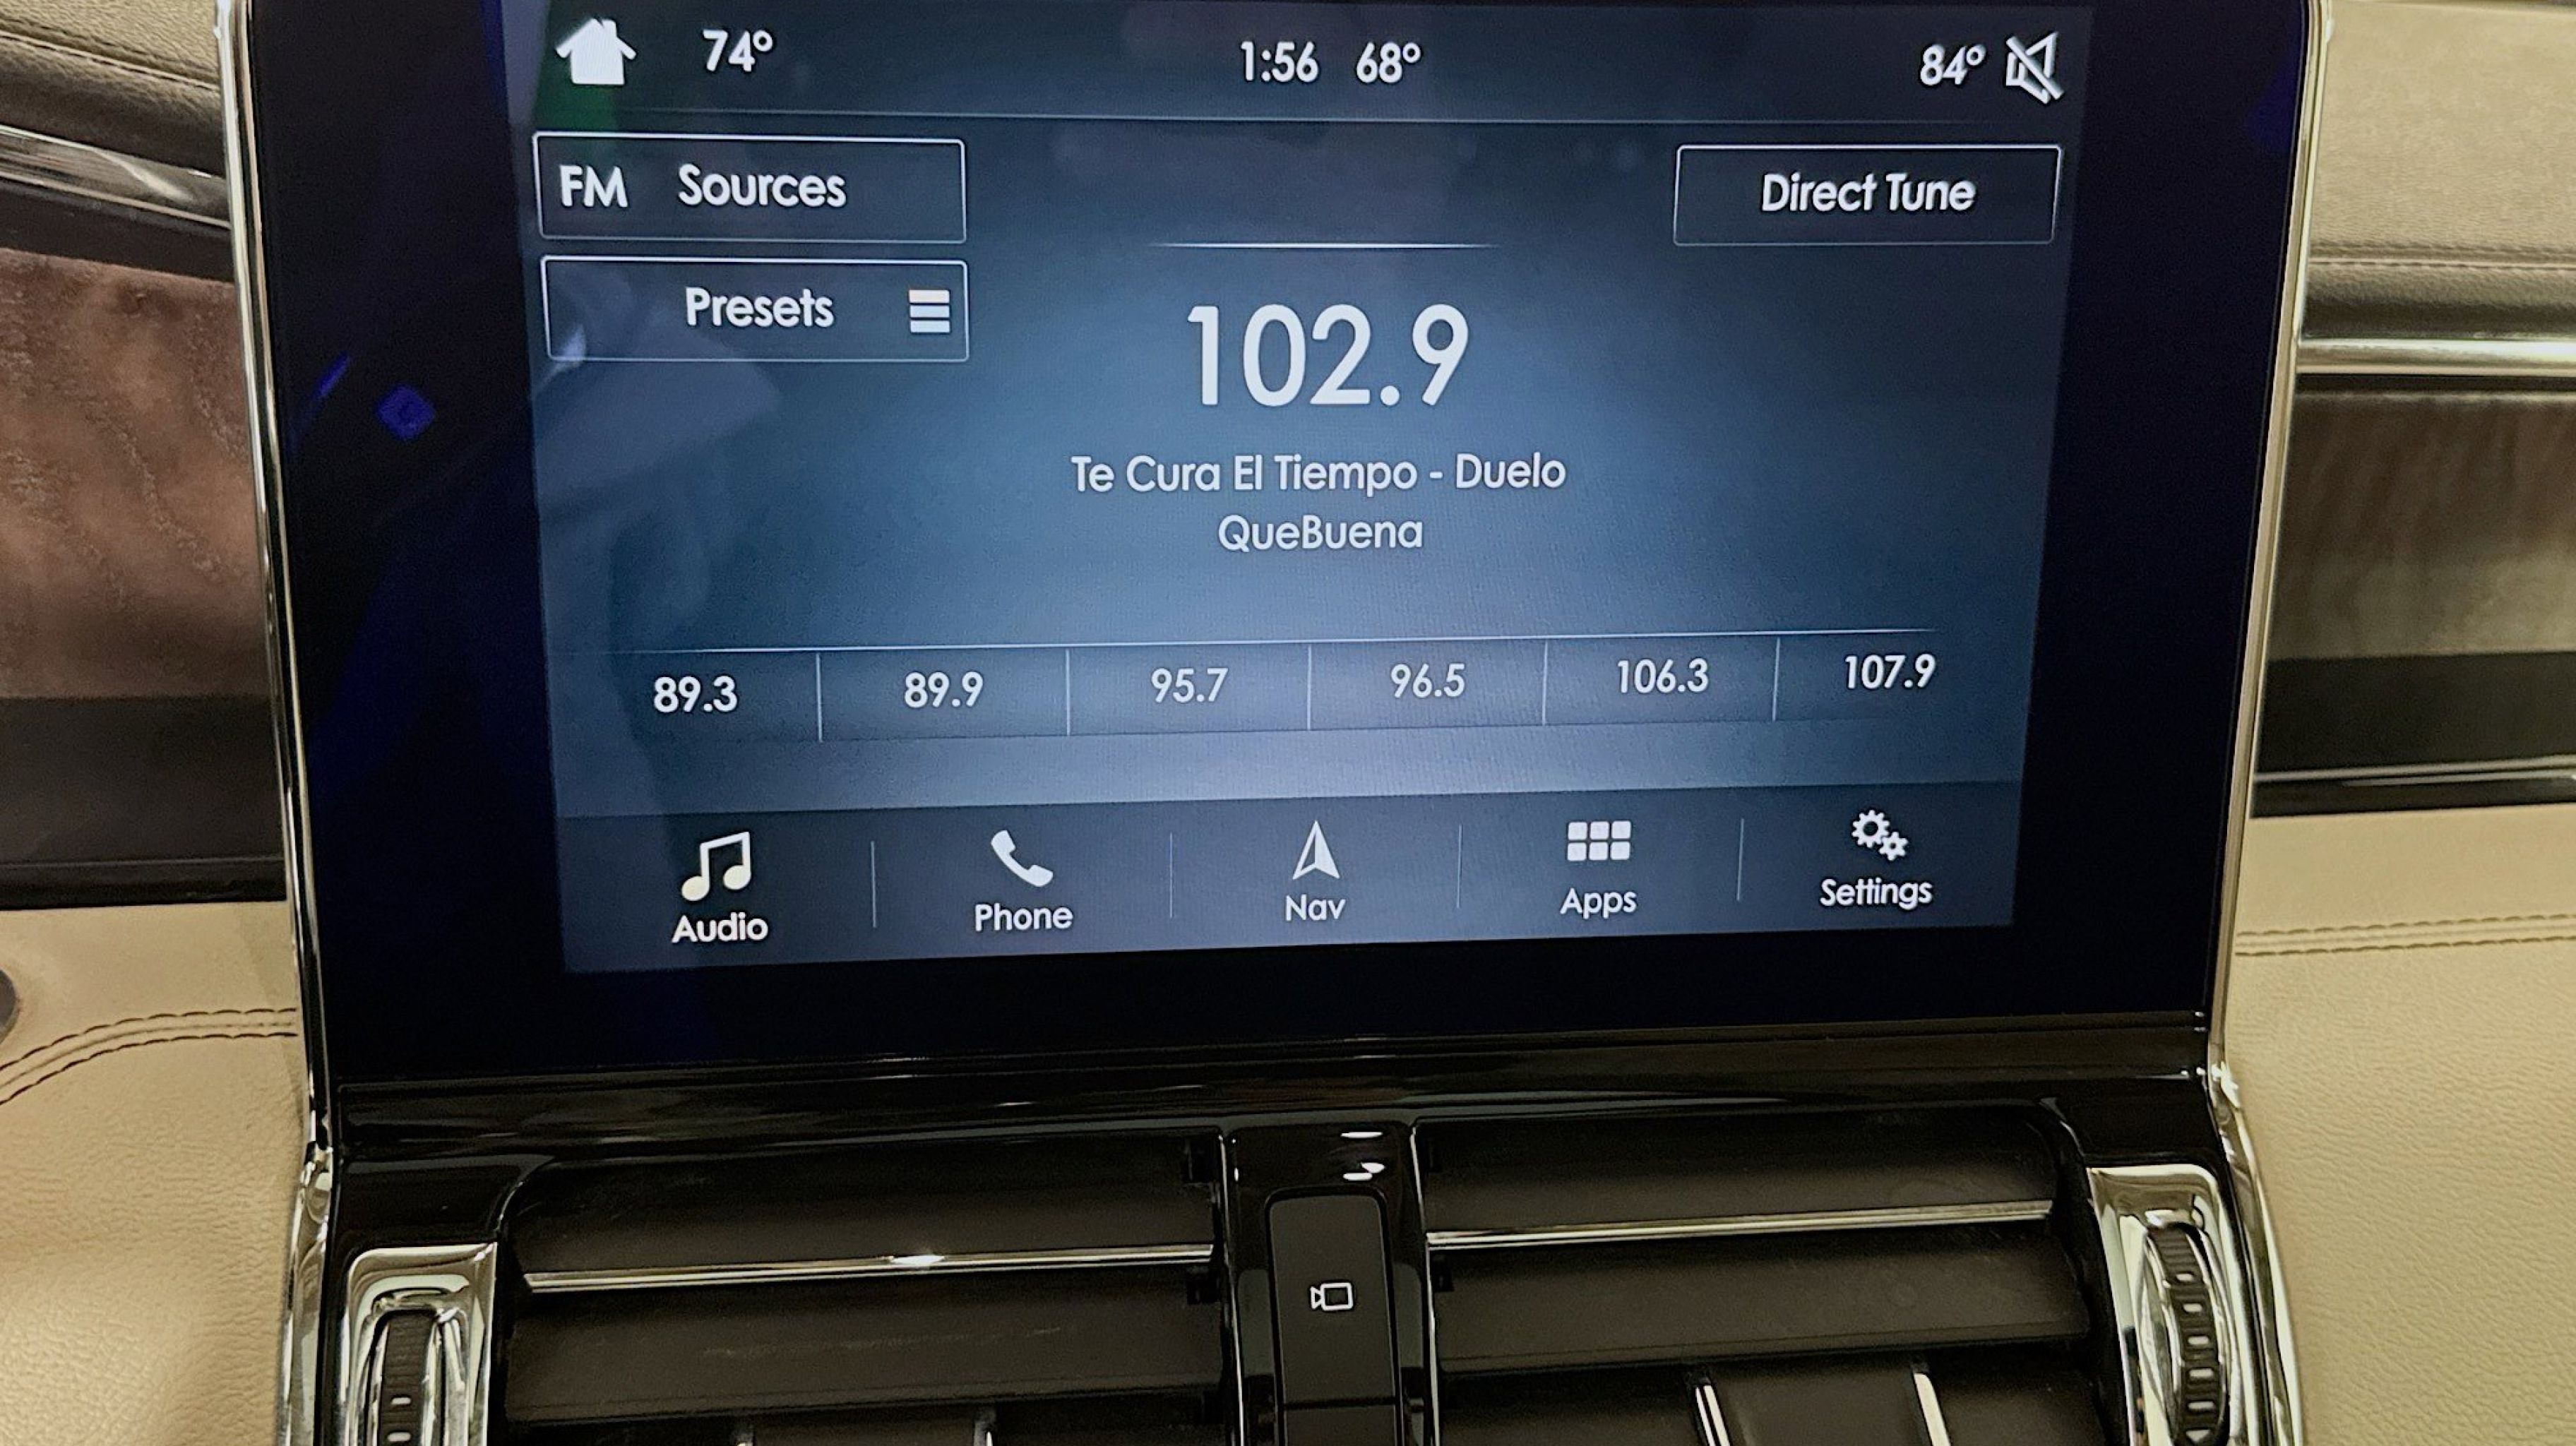 74°
1:56 68°
84°
FM Sources
Direct Tune
Presets
102.9
Te Cura El Tiempo - Duelo
QueBuena
89.3 89.9 95.7 96.5 106.3 107.9
Audio Phone Nav Apps Settings